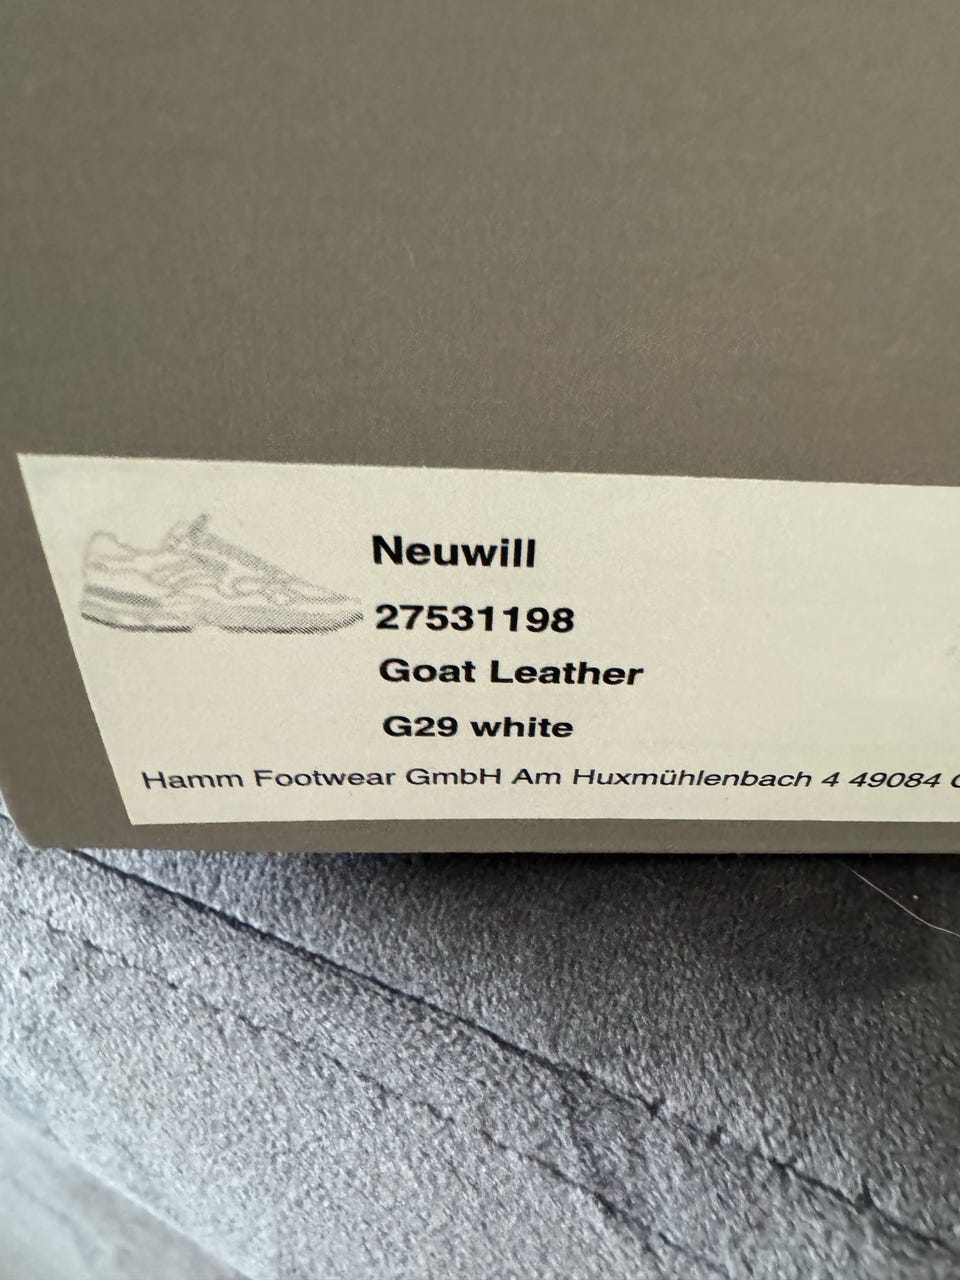 Neuwill
27531198
Goat Leather
G29 white
Hamm Footwear GmbH Am Huxmühlenbach 4 49084